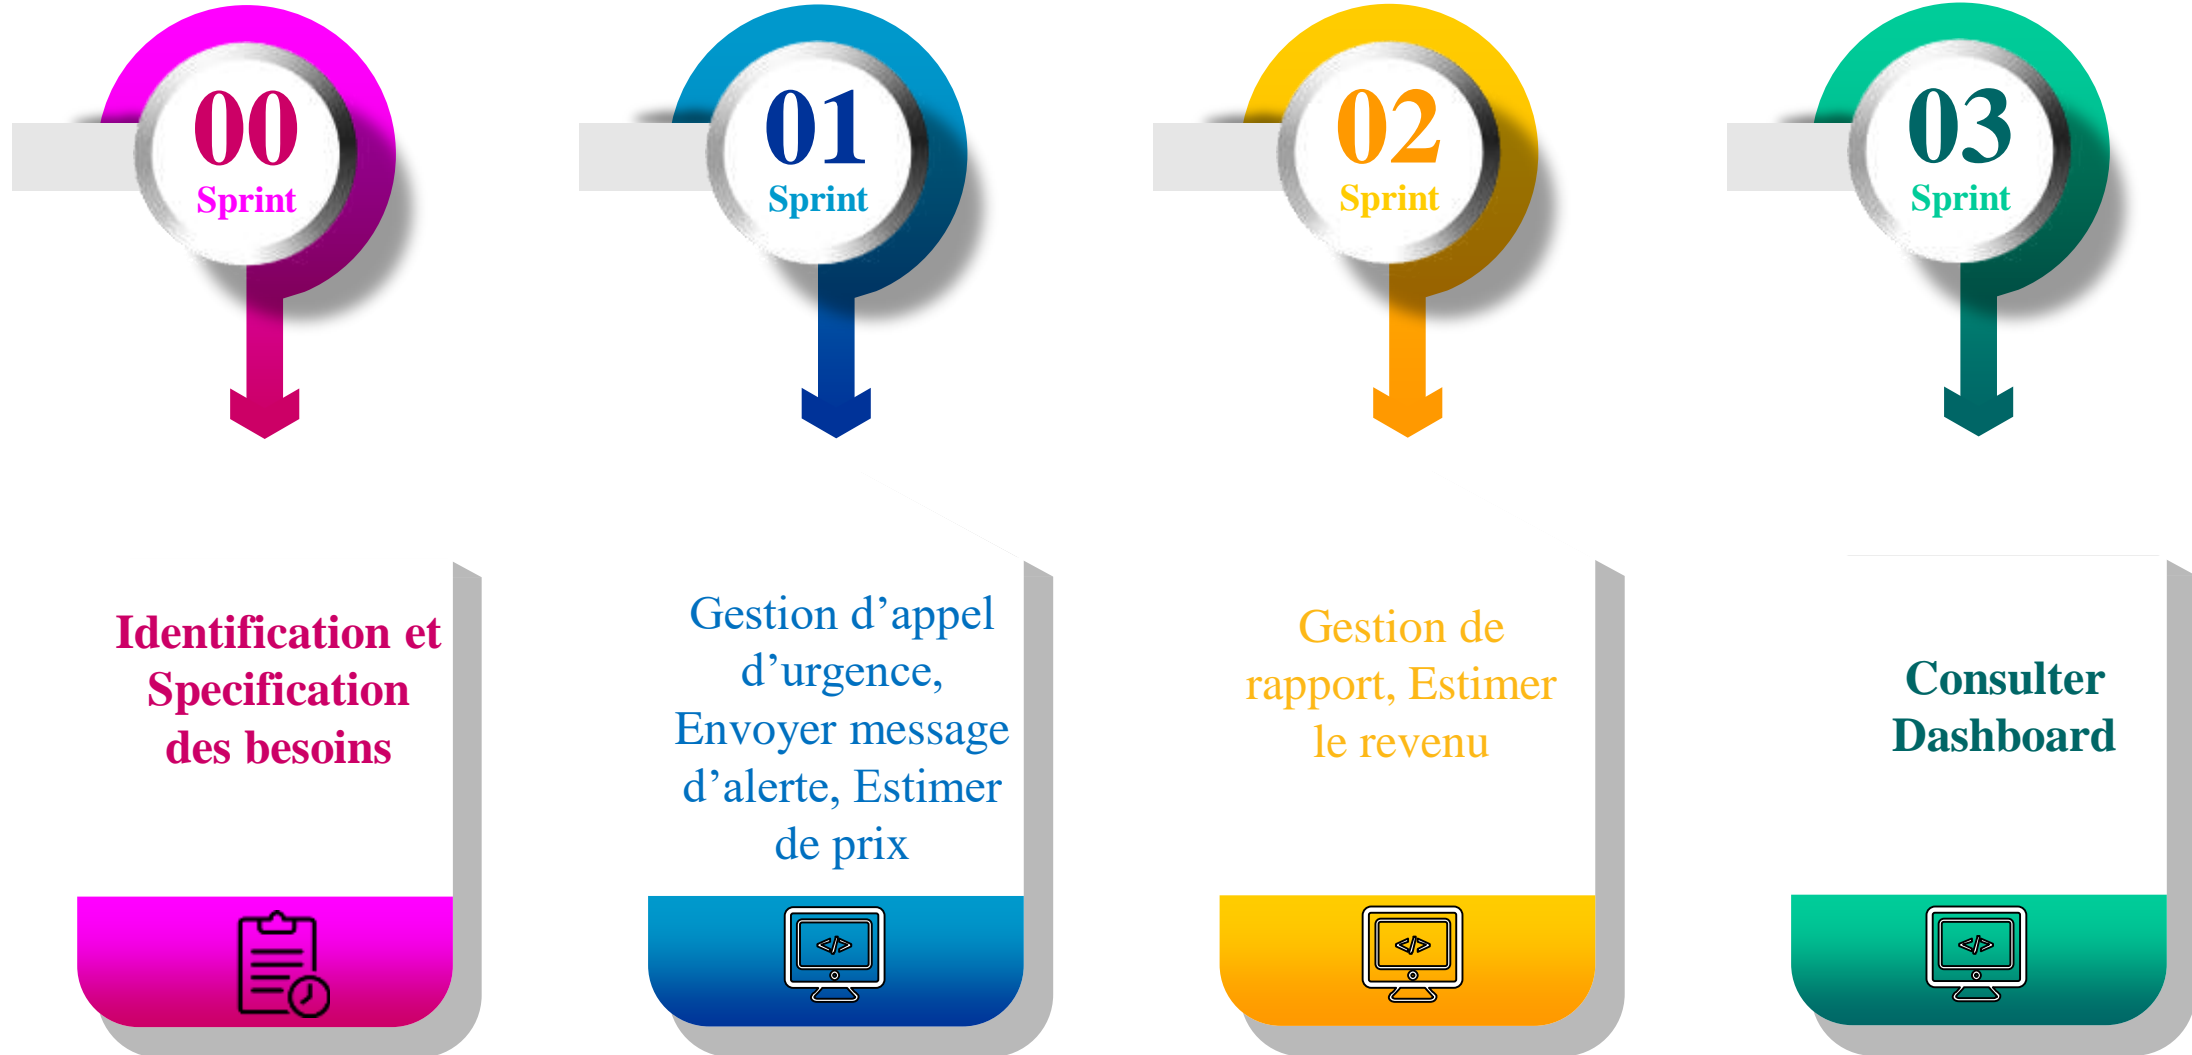 00
Sprint
01
Sprint
02
Sprint
03
Sprint
Identification et
Specification
des besoins
Gestion d’appel
d’urgence,
Envoyer message
d’alerte, Estimer
de prix
Gestion de
rapport, Estimer
le revenu
Consulter
Dashboard
</>
</>
</>